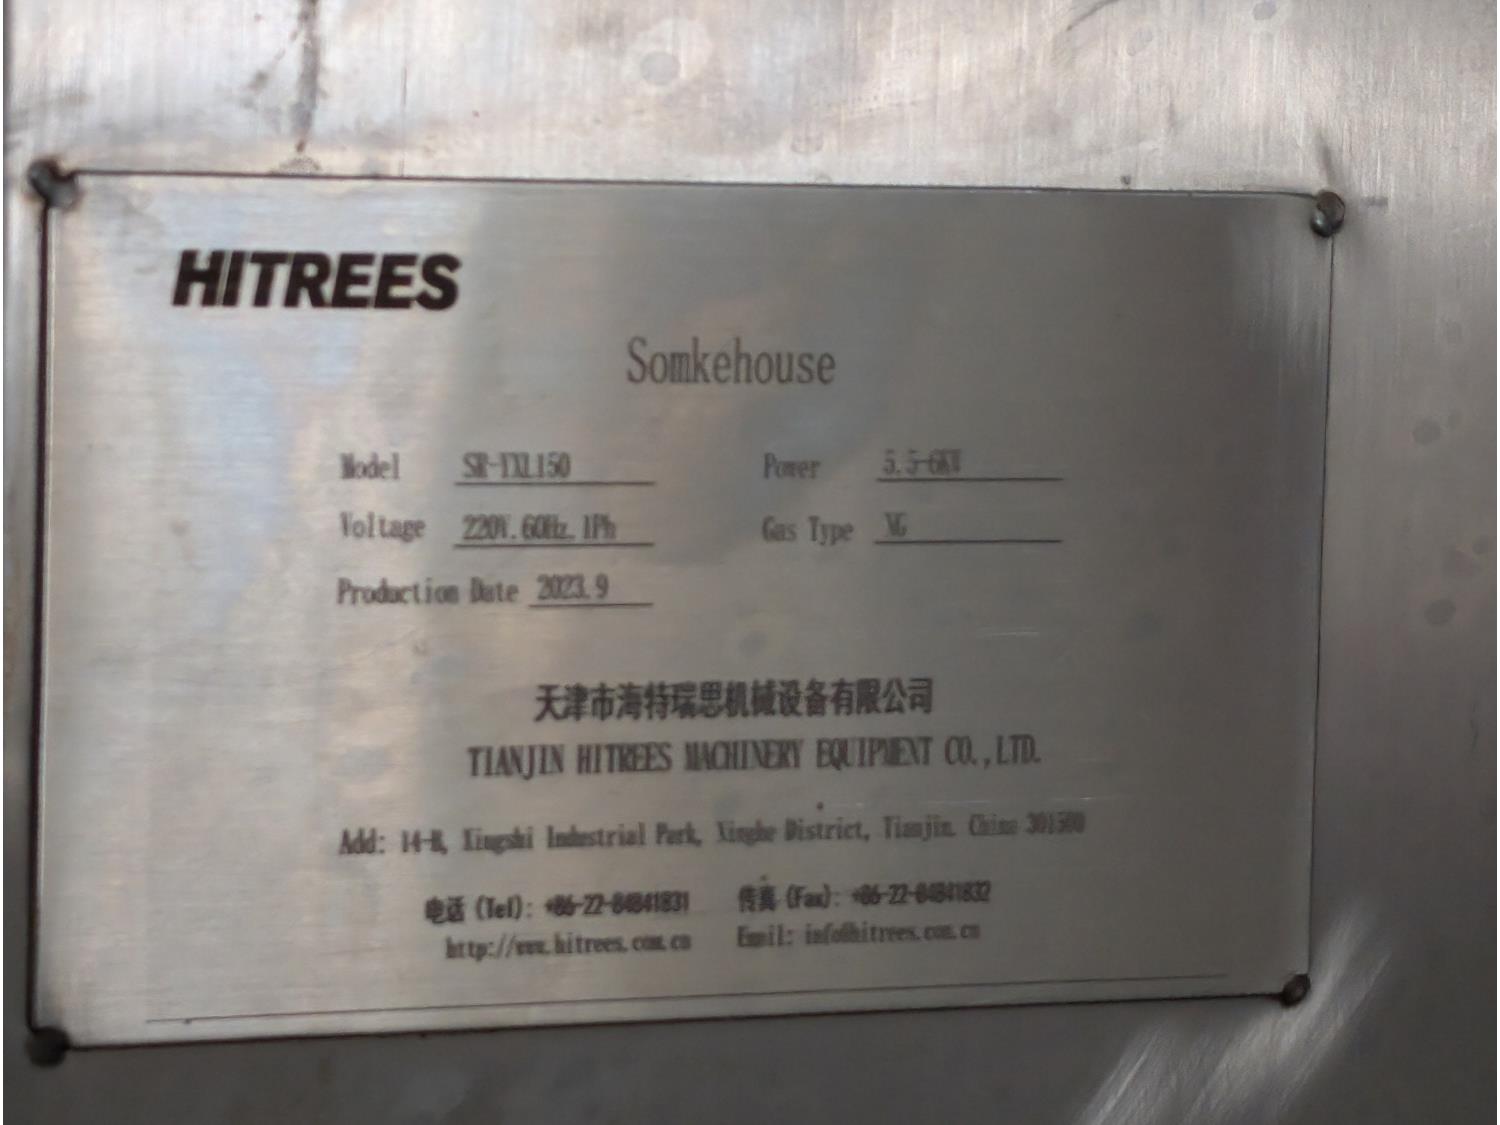 HITREES
Somkehouse
Model SR-YXL150 Power 5.5-6KW
Voltage 220V.60Hz.1Ph Gas Type NG
Production Date 2023.9
天津市海特瑞思机械设备有限公司
TIANJIN HITREES MACHINERY EQUIPMENT CO.,LTD.
Add: 14-B, Xingshi Industrial Park, Xinghe District, Tianjin. China 301500
电话 (Tel): +86-22-84841831 传真 (Fax): +86-22-84841832
http://www.hitrees.com.cn Email: info@hitrees.com.cn